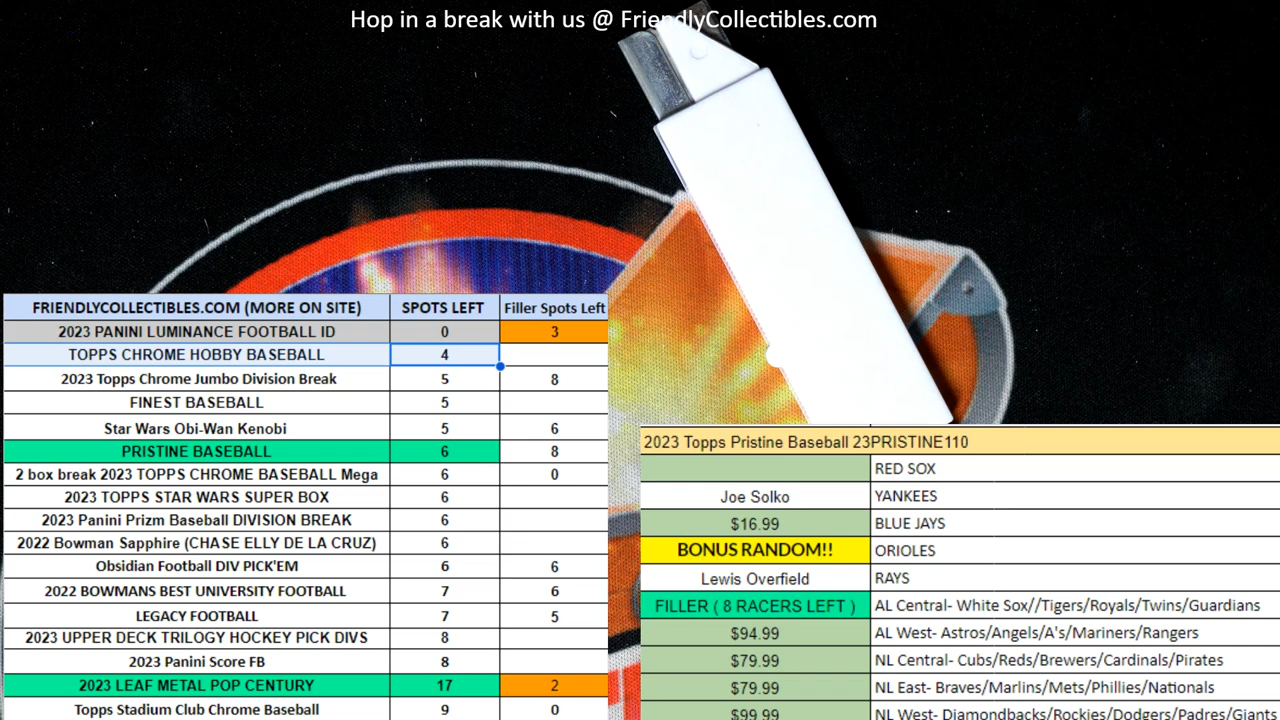 Hop in a break with us @ FriendlyCollectibles.com
FRIENDLYCOLLECTIBLES.COM (MORE ON SITE) SPOTS LEFT Filler Spots Left
2023 PANINI LUMINANCE FOOTBALL ID 0 3
TOPPS CHROME HOBBY BASEBALL 4
2023 Topps Chrome Jumbo Division Break 5 8
FINEST BASEBALL 5
Star Wars Obi-Wan Kenobi 5 6
PRISTINE BASEBALL 6 8
2 box break 2023 TOPPS CHROME BASEBALL Mega 6 0
2023 TOPPS STAR WARS SUPER BOX 6
2023 Panini Prizm Baseball DIVISION BREAK 6
2022 Bowman Sapphire (CHASE ELLY DE LA CRUZ) 6
Obsidian Football DIV PICK'EM 6 6
2022 BOWMANS BEST UNIVERSITY FOOTBALL 7 6
LEGACY FOOTBALL 7 5
2023 UPPER DECK TRILOGY HOCKEY PICK DIVS 8
2023 Panini Score FB 8
2023 LEAF METAL POP CENTURY 17 2
Topps Stadium Club Chrome Baseball 9 0
2023 Topps Pristine Baseball 23PRISTINE110
RED SOX
Joe Solko YANKEES
$16.99 BLUE JAYS
BONUS RANDOM!! ORIOLES
Lewis Overfield RAYS
FILLER ( 8 RACERS LEFT ) AL Central- White Sox//Tigers/Royals/Twins/Guardians
$94.99 AL West- Astros/Angels/A's/Mariners/Rangers
$79.99 NL Central- Cubs/Reds/Brewers/Cardinals/Pirates
$79.99 NL East- Braves/Marlins/Mets/Phillies/Nationals
$99.99 NL West- Diamondbacks/Rockies/Dodgers/Padres/Giants